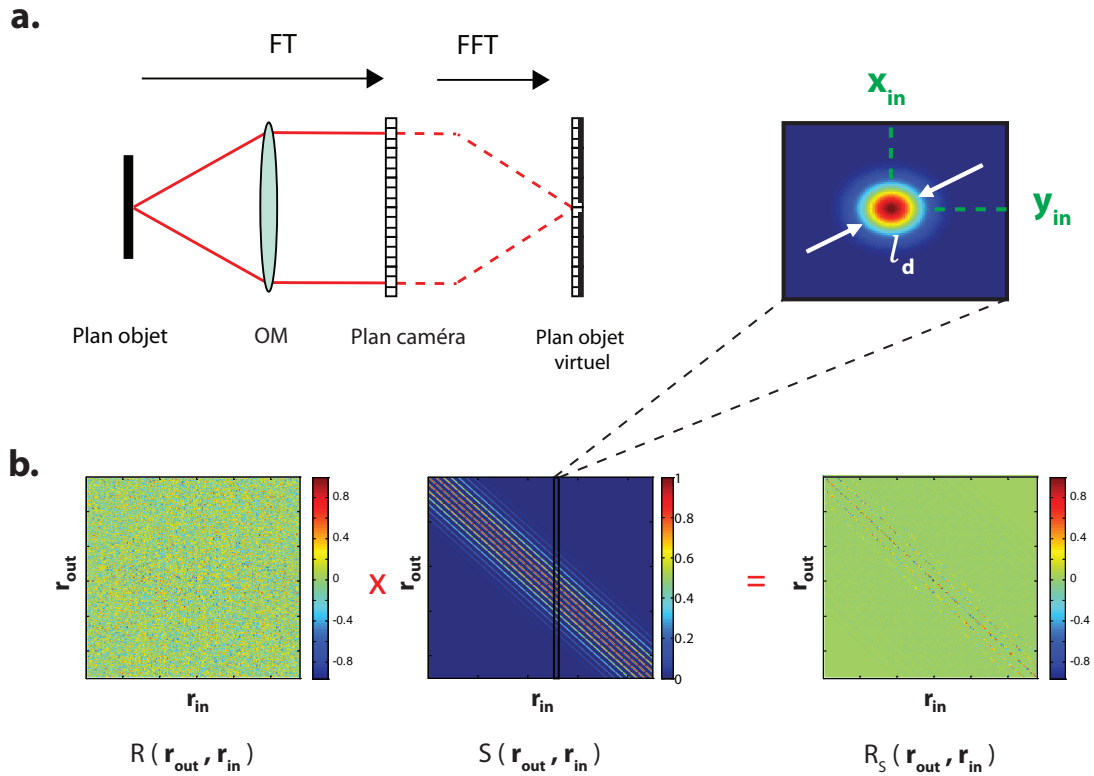 a.
FT
FFT
x_in
y_in
l_d
Plan objet
OM
Plan caméra
Plan objet
virtuel
b.
r_out
0.8
0.4
0
-0.4
-0.8
r_in
R ( r_out , r_in )
x
r_out
1
0.8
0.6
0.4
0.2
0
r_in
S ( r_out , r_in )
=
r_out
0.8
0.4
0
-0.4
-0.8
r_in
R_S ( r_out , r_in )